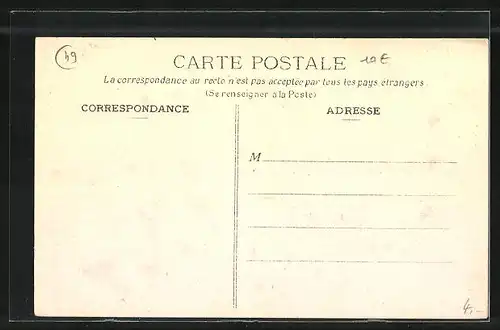 49
CARTE POSTALE 10€
La correspondance au recto n'est pas acceptée par tous les pays étrangers.
(Se renseigner à la Poste)
CORRESPONDANCE
ADRESSE
M
4,-